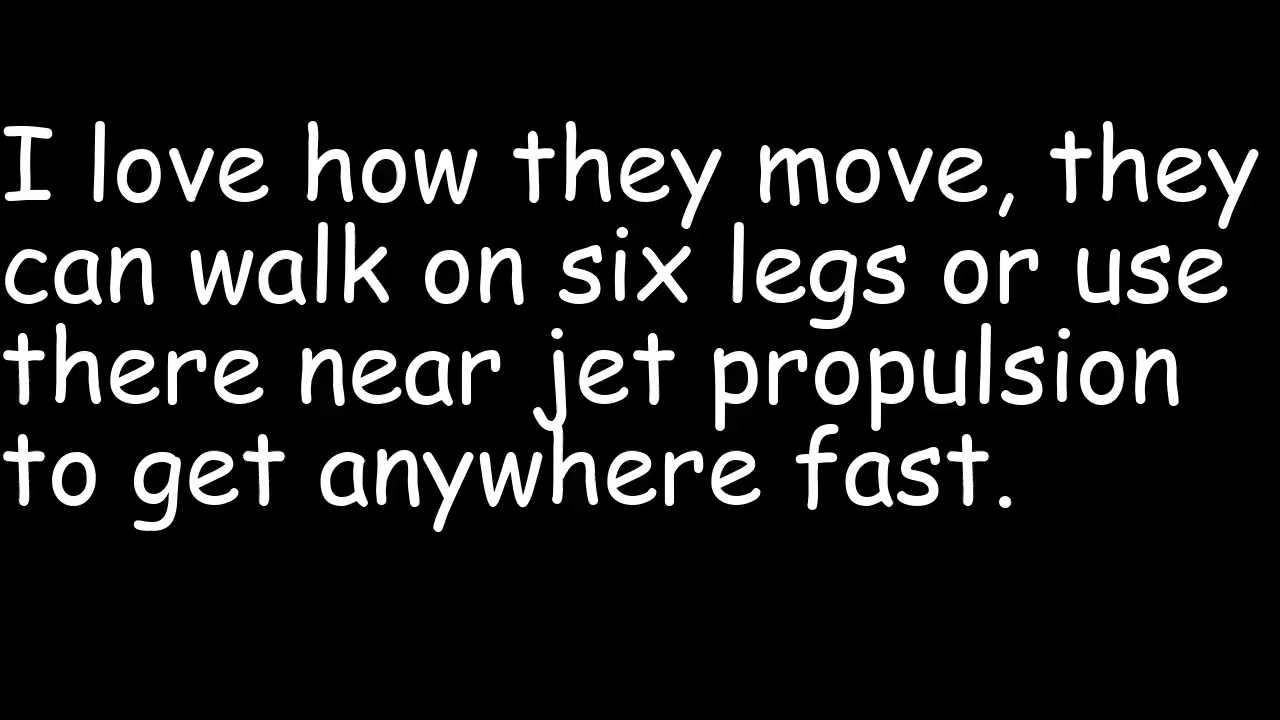 I love how they move, they
can walk on six legs or use
there near jet propulsion
to get anywhere fast.